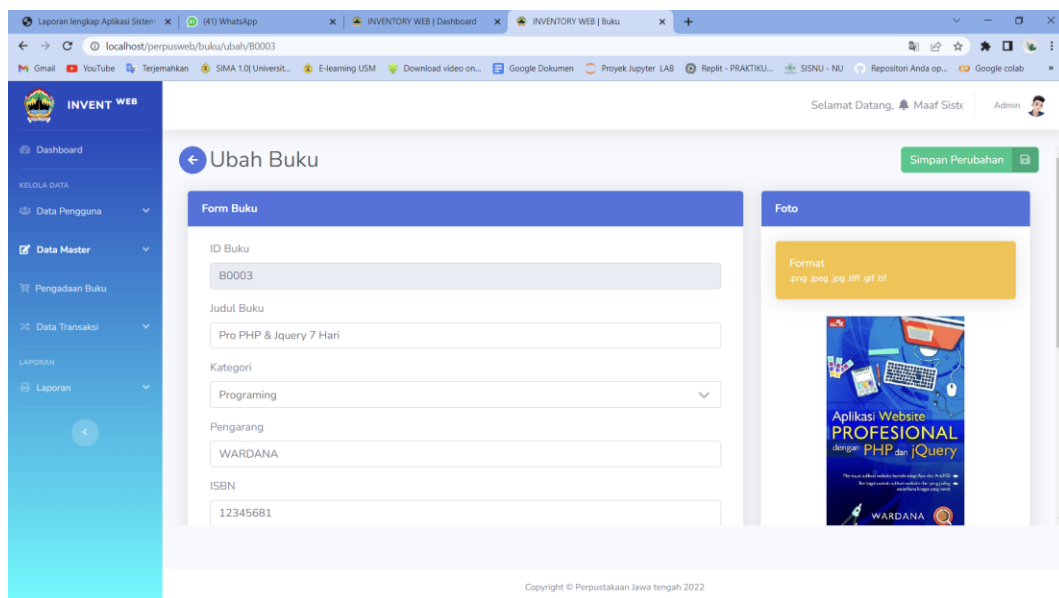 Laporan lengkap Aplikasi Sistem
(41) WhatsApp
INVENTORY WEB | Dashboard
INVENTORY WEB | Buku
localhost/perpusweb/buku/ubah/B0003
Gmail
YouTube
Terjemahkan
SIMA 1.0| Universit...
E-learning USM
Download video on...
Google Dokumen
Proyek Jupyter LAB
Replit - PRAKTIKU...
SISNU - NU
Repositori Anda op...
Google colab
»
INVENT WEB
Selamat Datang,
Maaf Siste
Admin
Dashboard
KELOLA DATA
Data Pengguna
Data Master
Pengadaan Buku
Data Transaksi
LAPORAN
Laporan
Ubah Buku
Simpan Perubahan
Form Buku
ID Buku
B0003
Judul Buku
Pro PHP & Jquery 7 Hari
Kategori
Programing
Pengarang
WARDANA
ISBN
12345681
Foto
Format
.png .jpeg .jpg .tiff .gif .tif
Aplikasi Website
PROFESIONAL
dengan PHP dan jQuery
WARDANA
Copyright © Perpustakaan Jawa tengah 2022